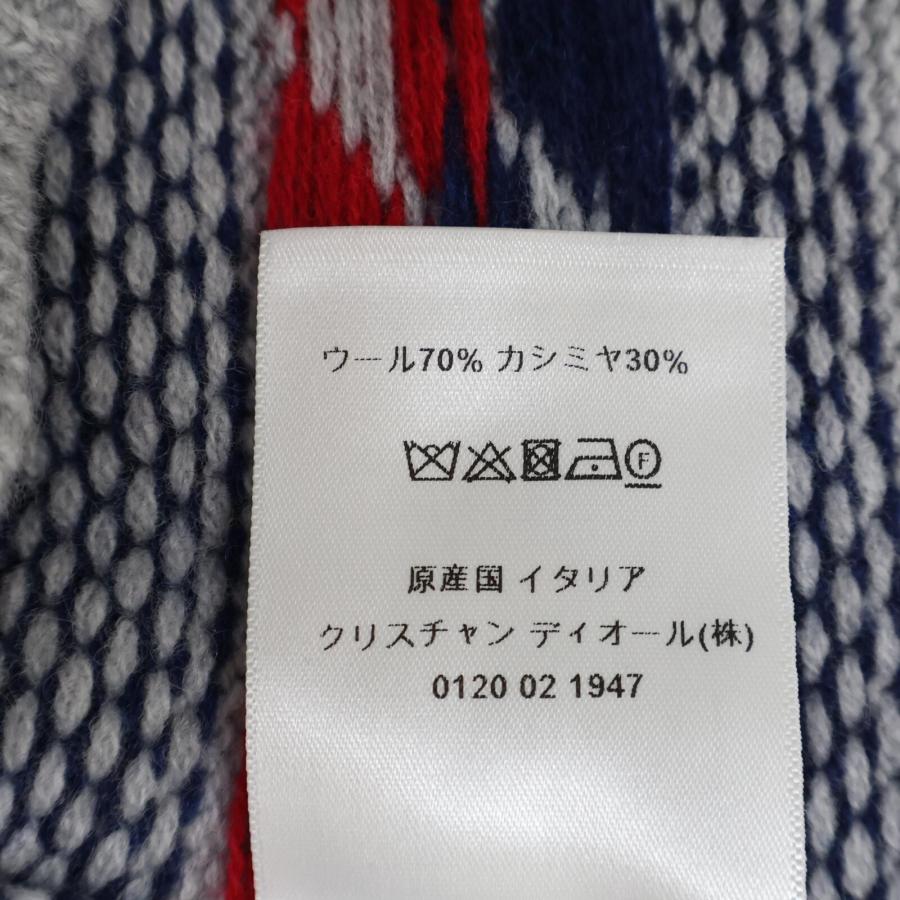 ウール70% カシミヤ30%
F
原産国 イタリア
クリスチャン ディオール(株)
0120 02 1947